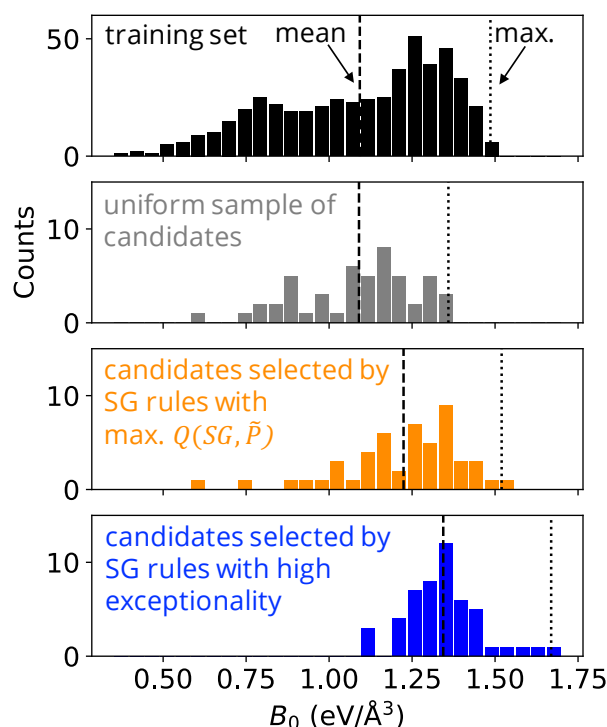 training set
mean
max.
50
0
uniform sample of
candidates
10
0
Counts
candidates selected by
SG rules with
max. Q(SG, P̃)
10
0
candidates selected by
SG rules with high
exceptionality
10
0
0.50 0.75 1.00 1.25 1.50 1.75
B₀ (eV/Å³)